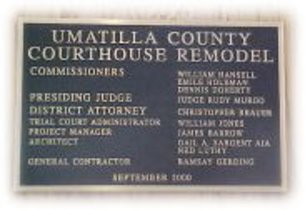 UMATILLA COUNTY
COURTHOUSE REMODEL
COMMISSIONERS WILLIAM HANSELL
EMILE HOLEMAN
DENNIS DOHERTY
PRESIDING JUDGE JUDGE RUDY MURGO
DISTRICT ATTORNEY CHRISTOPHER BRAUER
TRIAL COURT ADMINISTRATOR WILLIAM JONES
PROJECT MANAGER JAMES BARROW
ARCHITECT GAIL A. SARGENT AIA
NED LUTHY
GENERAL CONTRACTOR RAMSAY GERDING
SEPTEMBER 2000